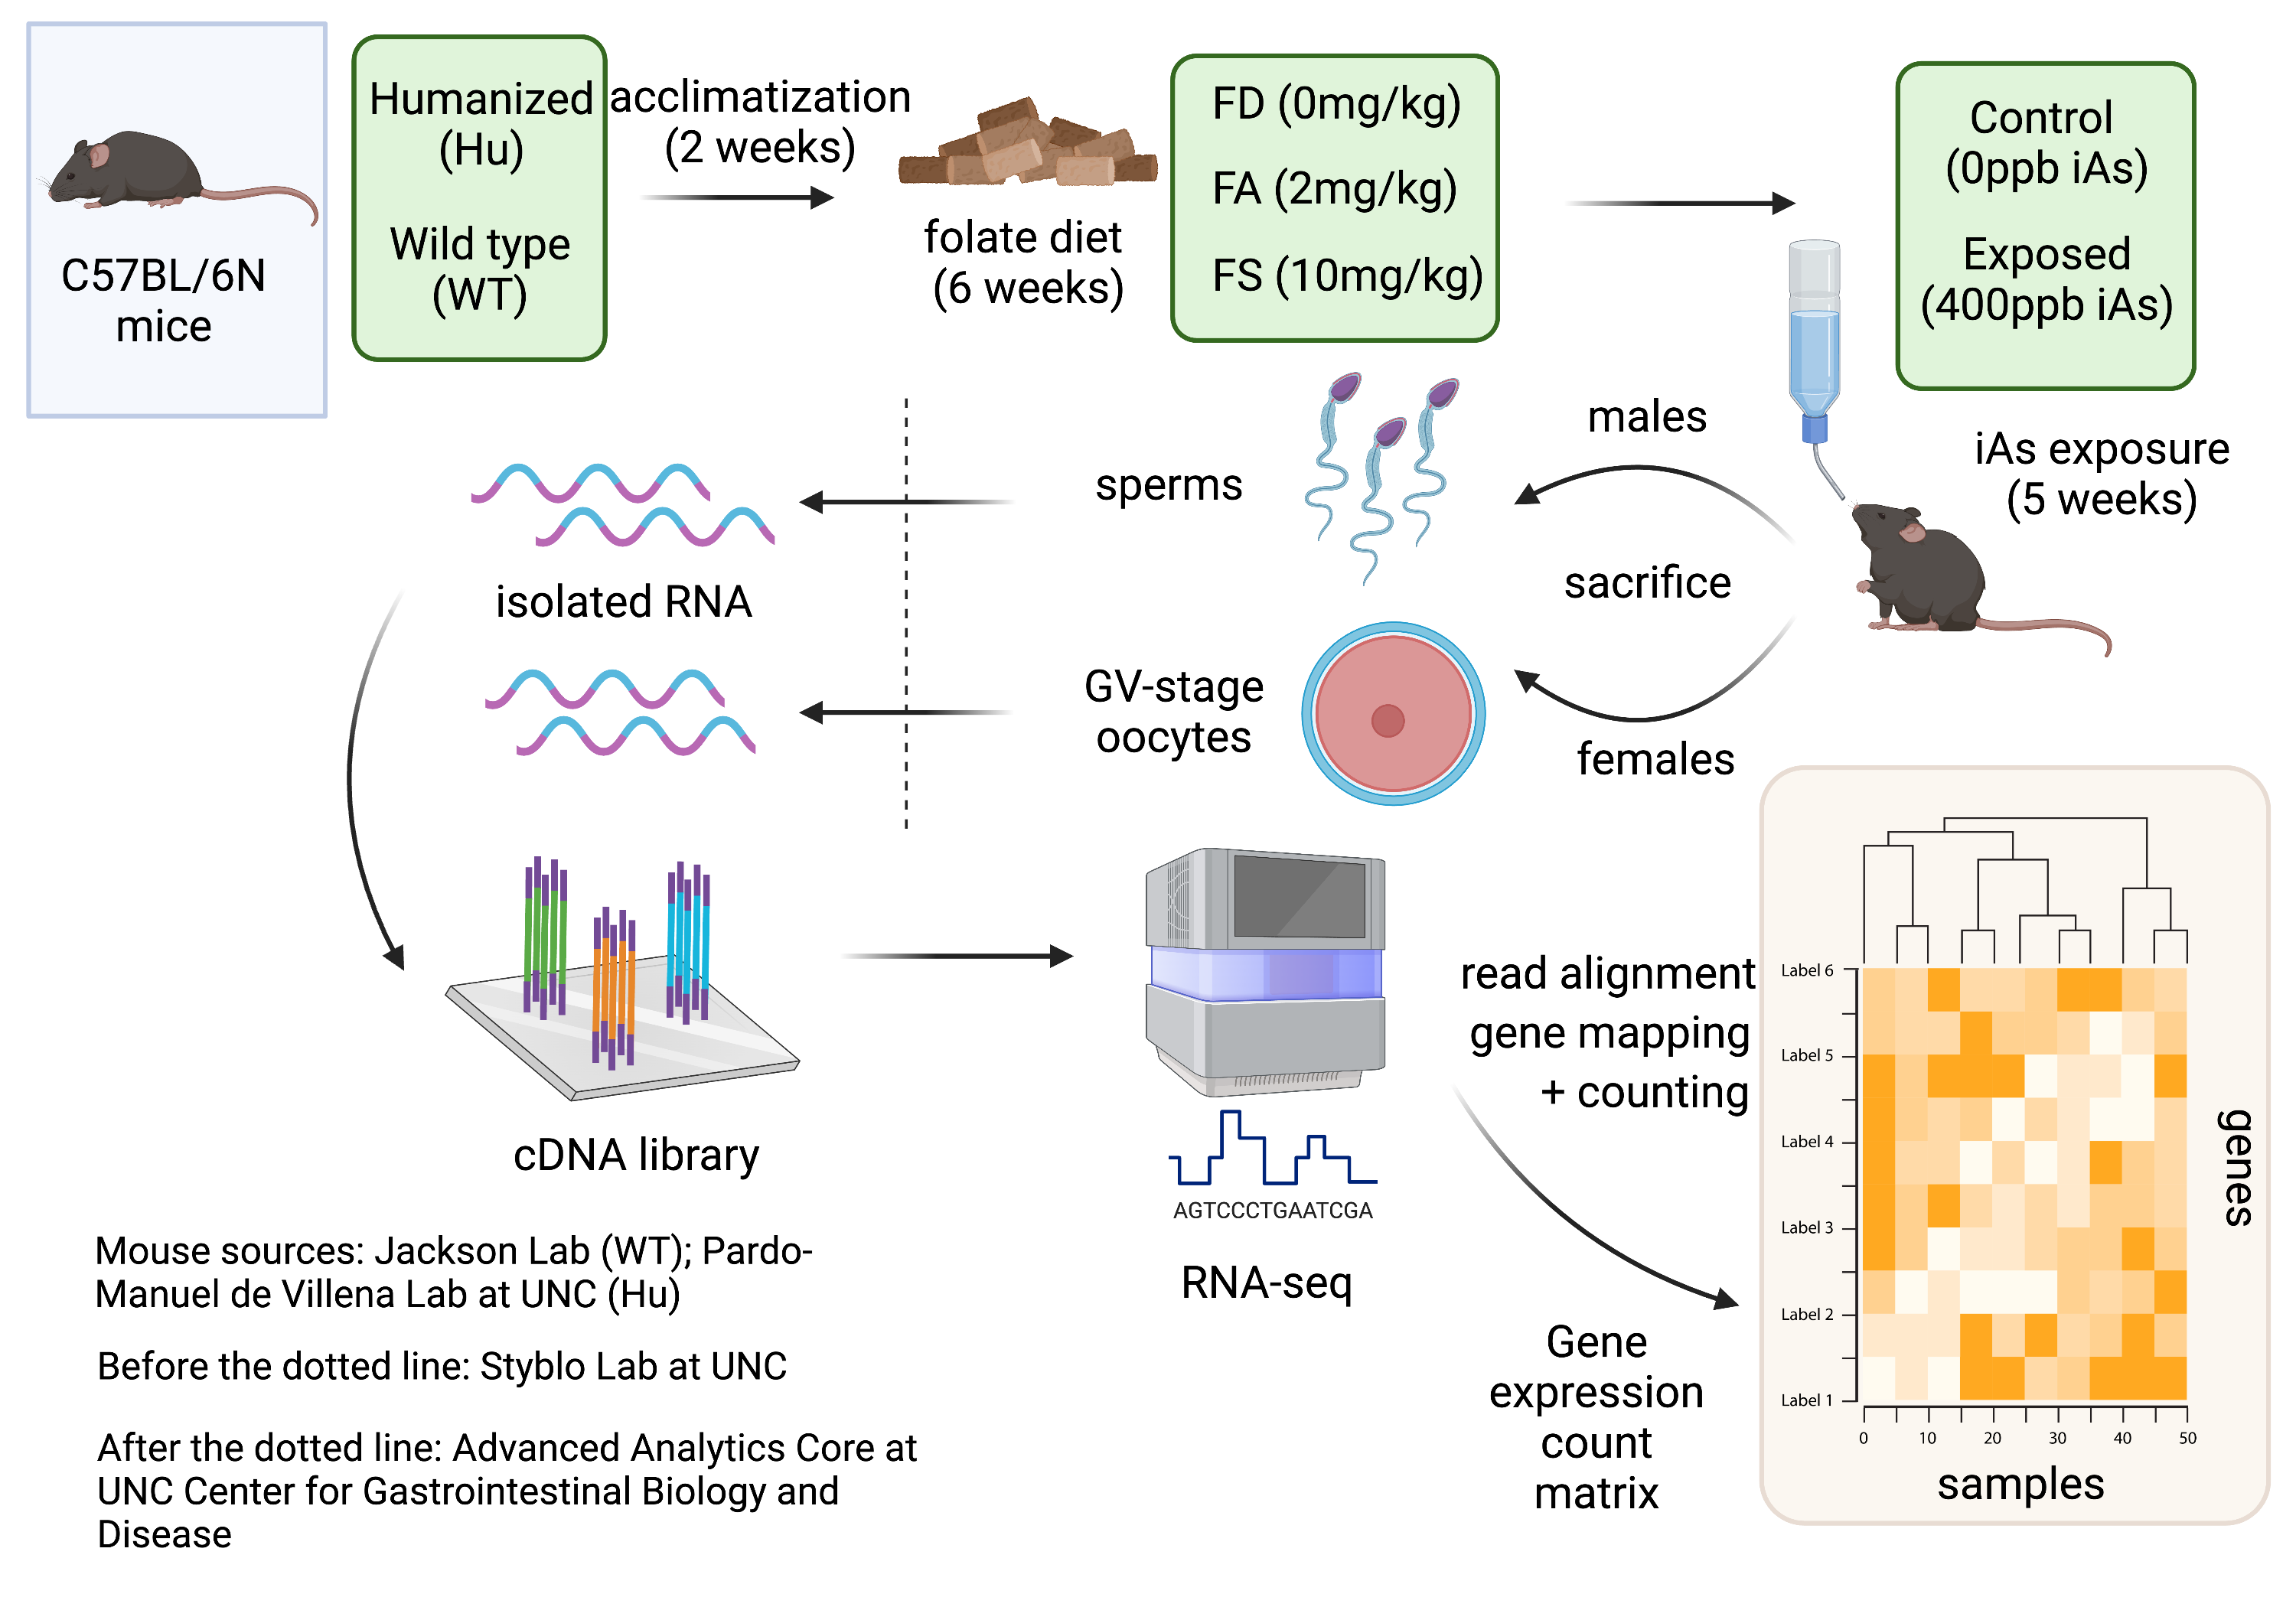 C57BL/6N
mice
Humanized
(Hu)
Wild type
(WT)
acclimatization
(2 weeks)
folate diet
(6 weeks)
FD (0mg/kg)
FA (2mg/kg)
FS (10mg/kg)
Control
(0ppb iAs)
Exposed
(400ppb iAs)
iAs exposure
(5 weeks)
males
sacrifice
females
sperms
GV-stage
oocytes
isolated RNA
cDNA library
AGTCCCTGAATCGA
RNA-seq
read alignment
gene mapping
+ counting
Gene
expression
count
matrix
Label 6
Label 5
Label 4
Label 3
Label 2
Label 1
0 10 20 30 40 50
samples
genes
Mouse sources: Jackson Lab (WT); Pardo-
Manuel de Villena Lab at UNC (Hu)
Before the dotted line: Styblo Lab at UNC
After the dotted line: Advanced Analytics Core at
UNC Center for Gastrointestinal Biology and
Disease